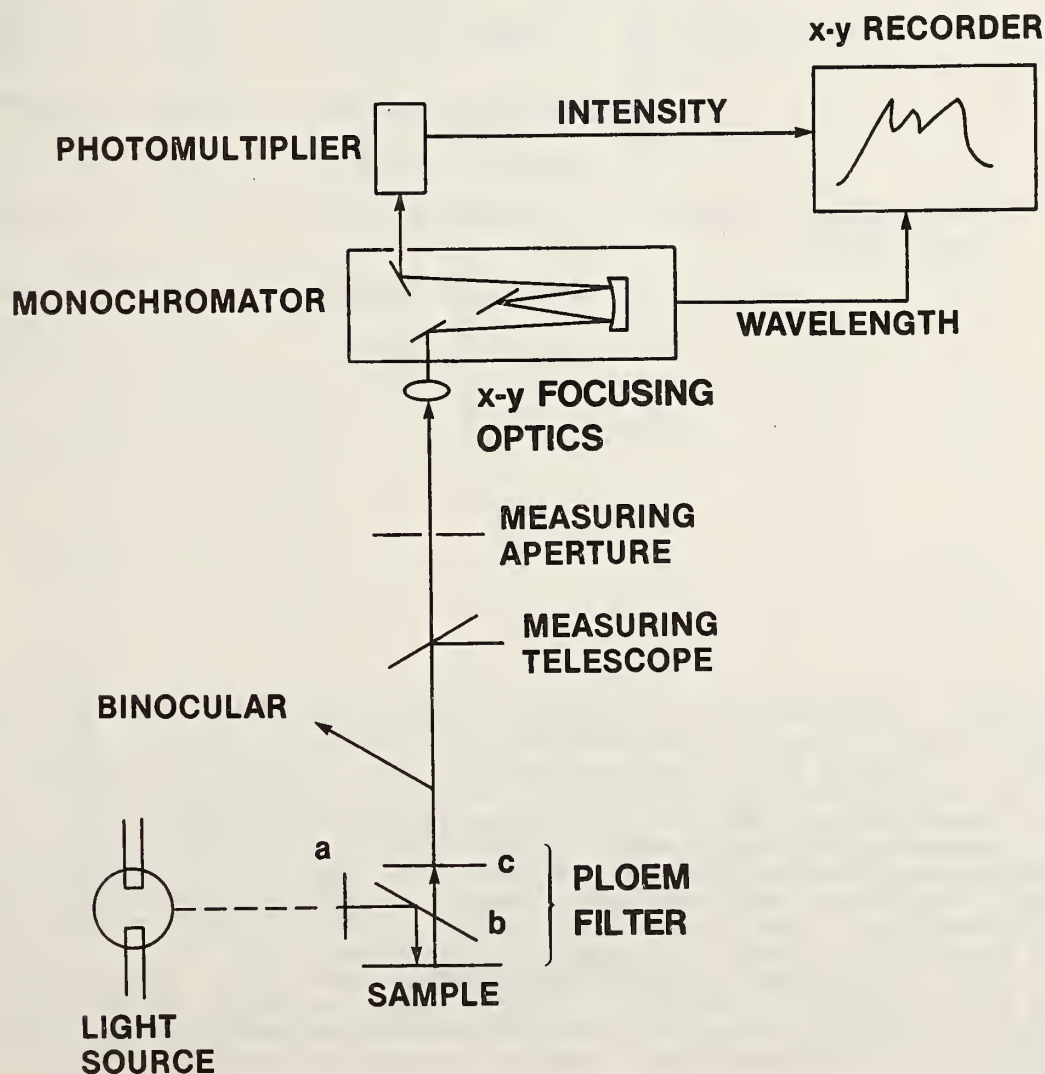 x-y RECORDER
INTENSITY
PHOTOMULTIPLIER
MONOCHROMATOR
WAVELENGTH
x-y FOCUSING
OPTICS
MEASURING
APERTURE
MEASURING
TELESCOPE
BINOCULAR
a
c
b
PLOEM
FILTER
SAMPLE
LIGHT
SOURCE